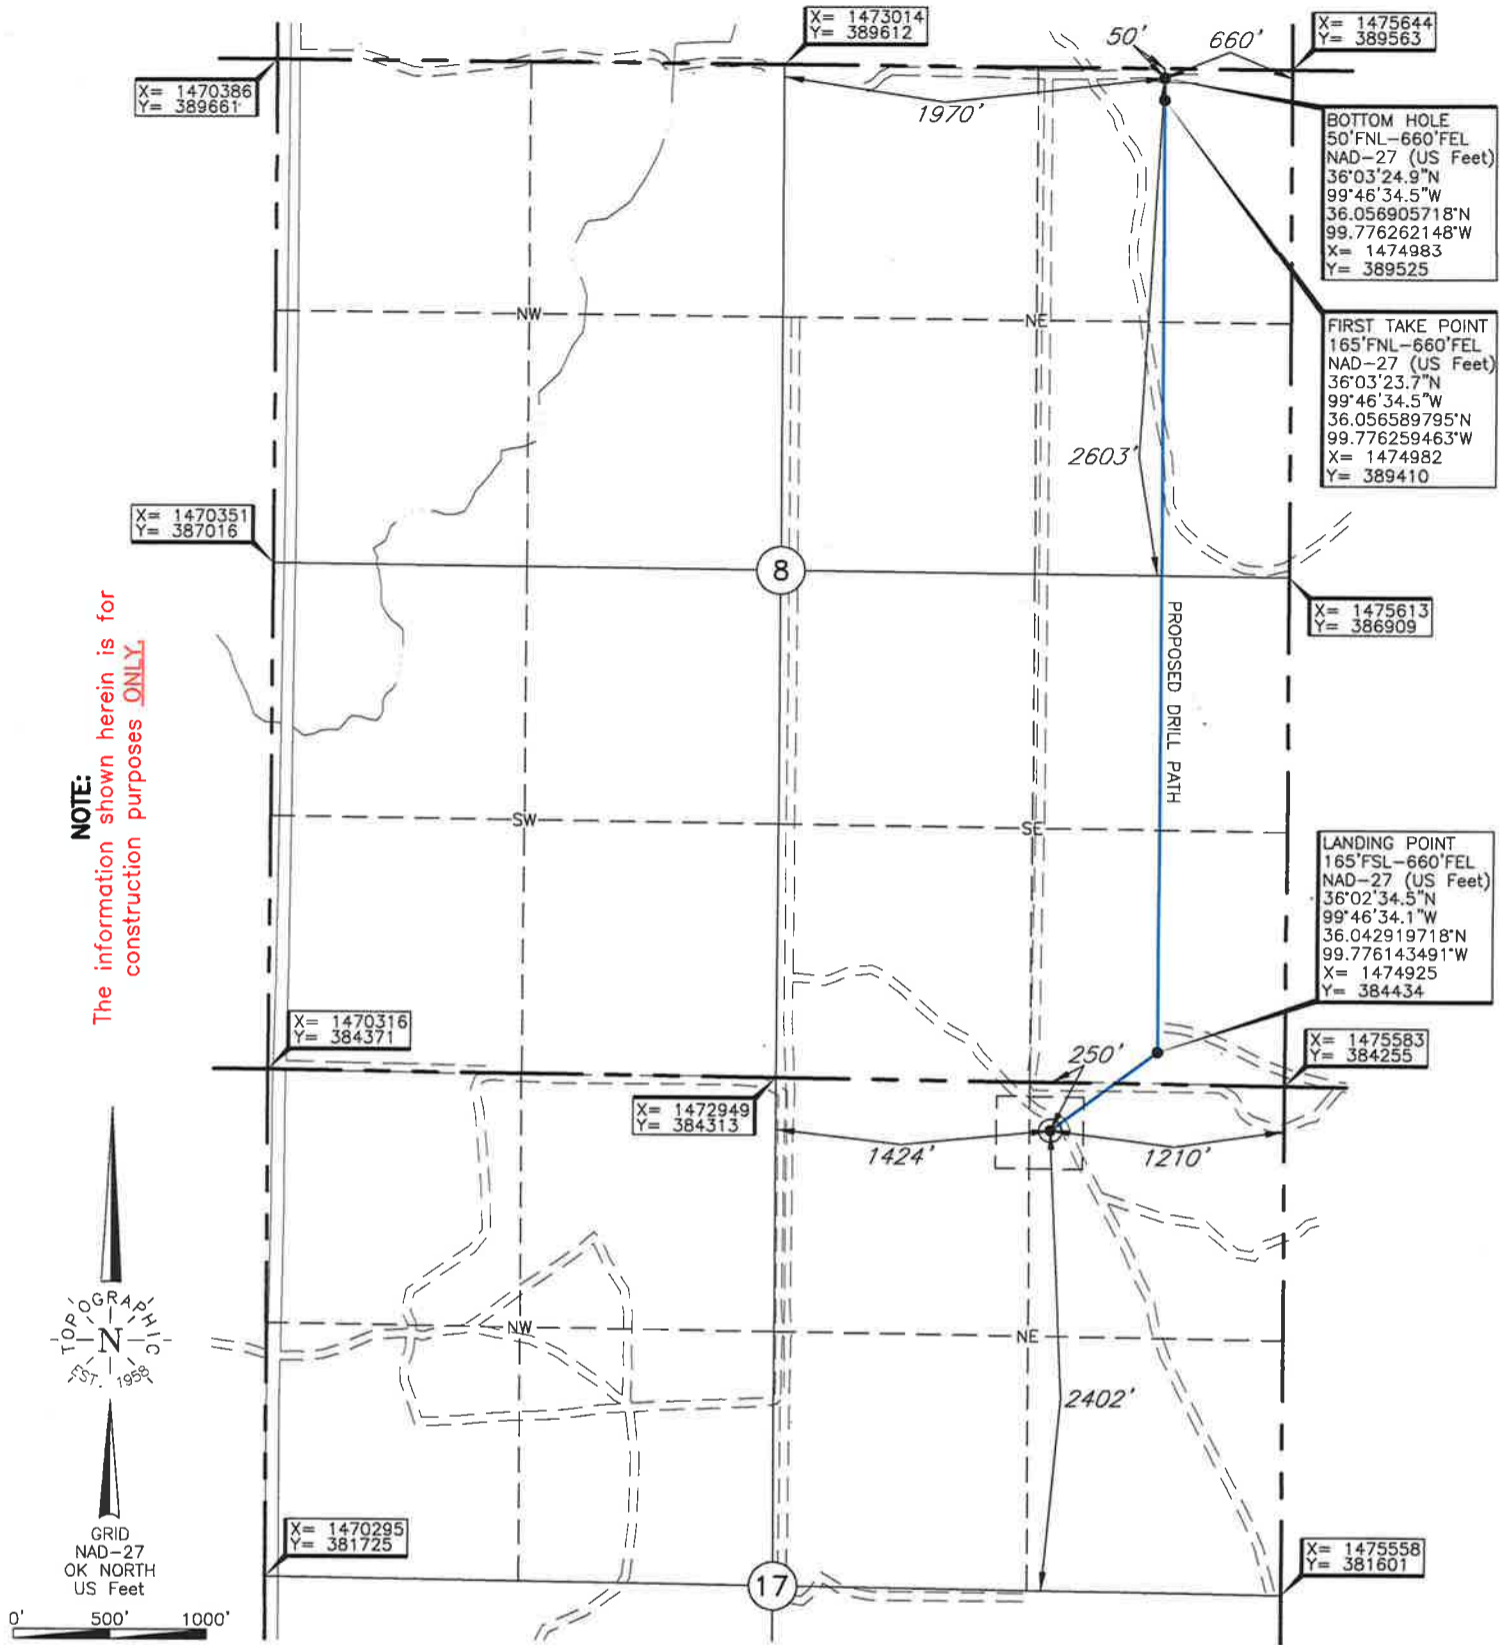 X= 1473014
Y= 389612
50'
660'
X= 1475644
Y= 389563
X= 1470386
Y= 389661
1970'
BOTTOM HOLE
50'FNL-660'FEL
NAD-27 (US Feet)
36°03'24.9"N
99°46'34.5"W
36.056905718°N
99.776262148°W
X= 1474983
Y= 389525
NW
NE
FIRST TAKE POINT
165'FNL-660'FEL
NAD-27 (US Feet)
36°03'23.7"N
99°46'34.5"W
36.056589795°N
99.776259463°W
X= 1474982
Y= 389410
2603'
X= 1470351
Y= 387016
8
X= 1475613
Y= 386909
PROPOSED DRILL PATH
NOTE:
The information shown herein is for
construction purposes ONLY.
SW
SE
LANDING POINT
165'FSL-660'FEL
NAD-27 (US Feet)
36°02'34.5"N
99°46'34.1"W
36.042919718°N
99.776143491°W
X= 1474925
Y= 384434
X= 1470316
Y= 384371
250'
X= 1475583
Y= 384255
X= 1472949
Y= 384313
1424'
1210'
TOPOGRAPHIC
N
EST. 1958
NW
NE
2402'
GRID
NAD-27
OK NORTH
US Feet
X= 1470295
Y= 381725
17
X= 1475558
Y= 381601
0' 500' 1000'